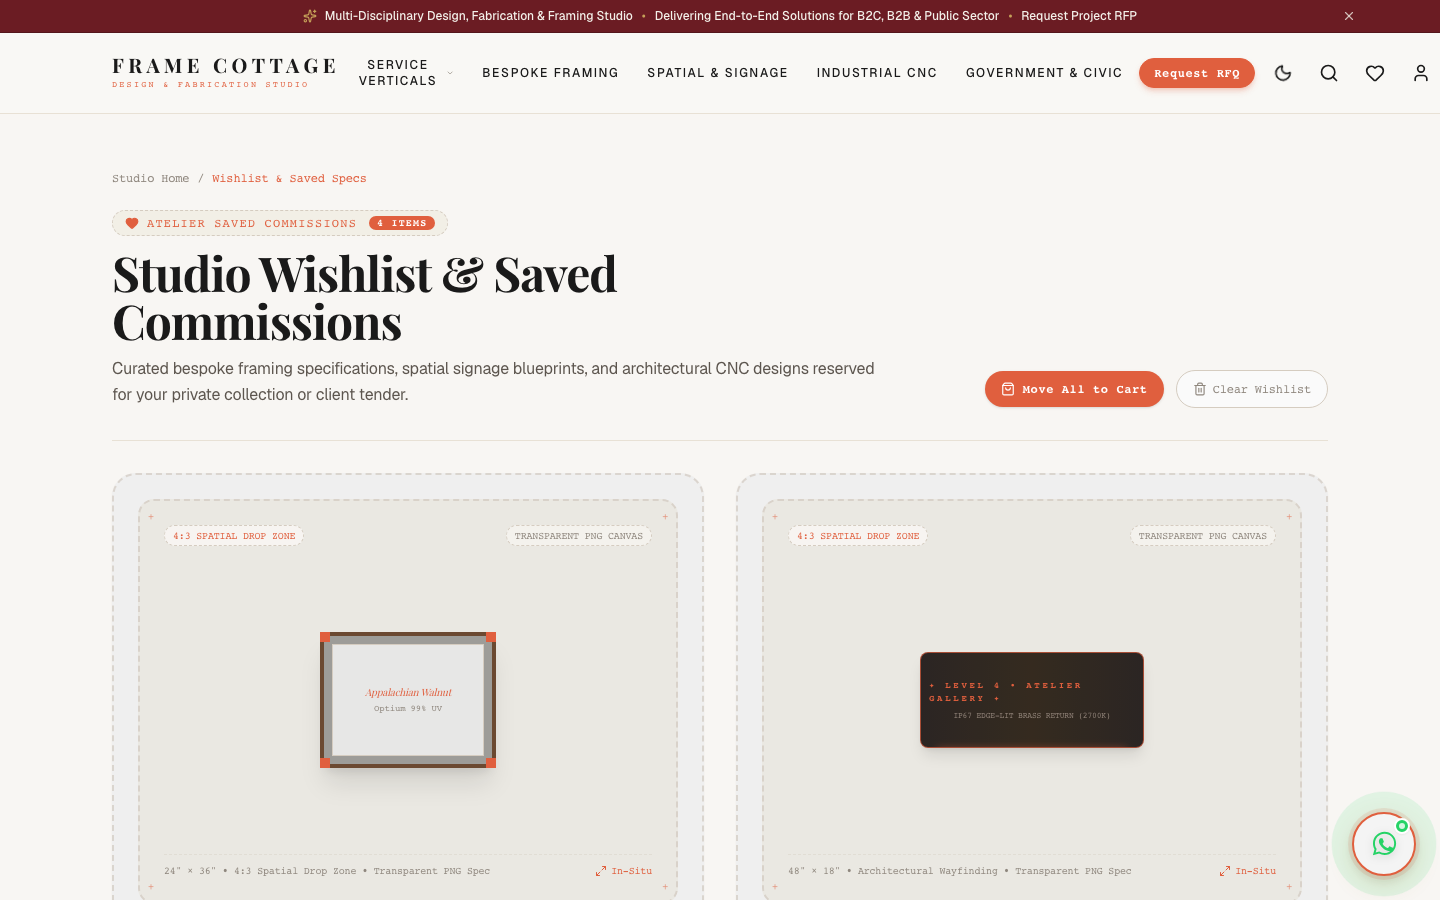 Multi-Disciplinary Design, Fabrication & Framing Studio • Delivering End-to-End Solutions for B2C, B2B & Public Sector • Request Project RFP
FRAME COTTAGE
DESIGN & FABRICATION STUDIO
SERVICE
VERTICALS
BESPOKE FRAMING
SPATIAL & SIGNAGE
INDUSTRIAL CNC
GOVERNMENT & CIVIC
Request RFQ
Studio Home / Wishlist & Saved Specs
ATELIER SAVED COMMISSIONS 4 ITEMS
Studio Wishlist & Saved
Commissions
Curated bespoke framing specifications, spatial signage blueprints, and architectural CNC designs reserved
for your private collection or client tender.
Move All to Cart
Clear Wishlist
4:3 SPATIAL DROP ZONE
TRANSPARENT PNG CANVAS
Appalachian Walnut
Optium 99% UV
24" × 36" • 4:3 Spatial Drop Zone • Transparent PNG Spec
In-Situ
4:3 SPATIAL DROP ZONE
TRANSPARENT PNG CANVAS
✦ LEVEL 4 • ATELIER
GALLERY ✦
IP67 EDGE-LIT BRASS RETURN (2700K)
48" × 18" • Architectural Wayfinding • Transparent PNG Spec
In-Situ